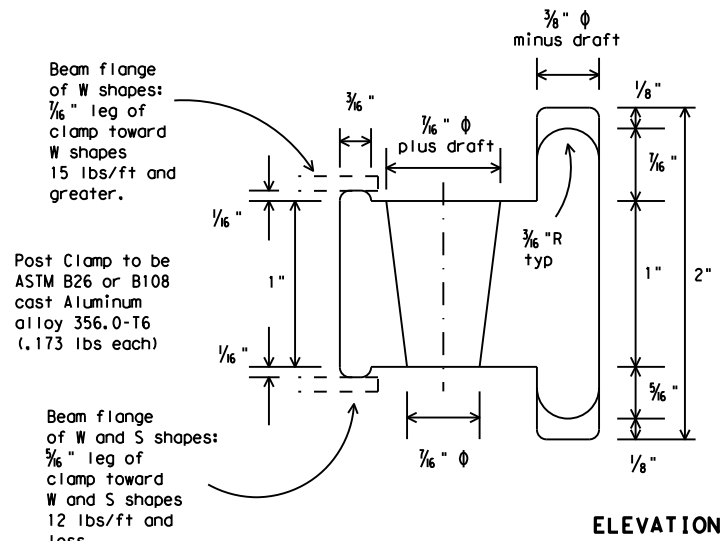 3/8" ϕ
minus draft
Beam flange
of W shapes:
7/16" leg of
clamp toward
W shapes
15 lbs/ft and
greater.
3/16"
7/16" ϕ
plus draft
1/8"
7/16"
1/16"
3/16"R
typ
Post Clamp to be
ASTM B26 or B108
cast Aluminum
alloy 356.0-T6
(.173 lbs each)
1"
1"
2"
1/16"
5/16"
Beam flange
of W and S shapes:
5/16" leg of
clamp toward
W and S shapes
12 lbs/ft and
7/16" ϕ
1/8"
ELEVATION